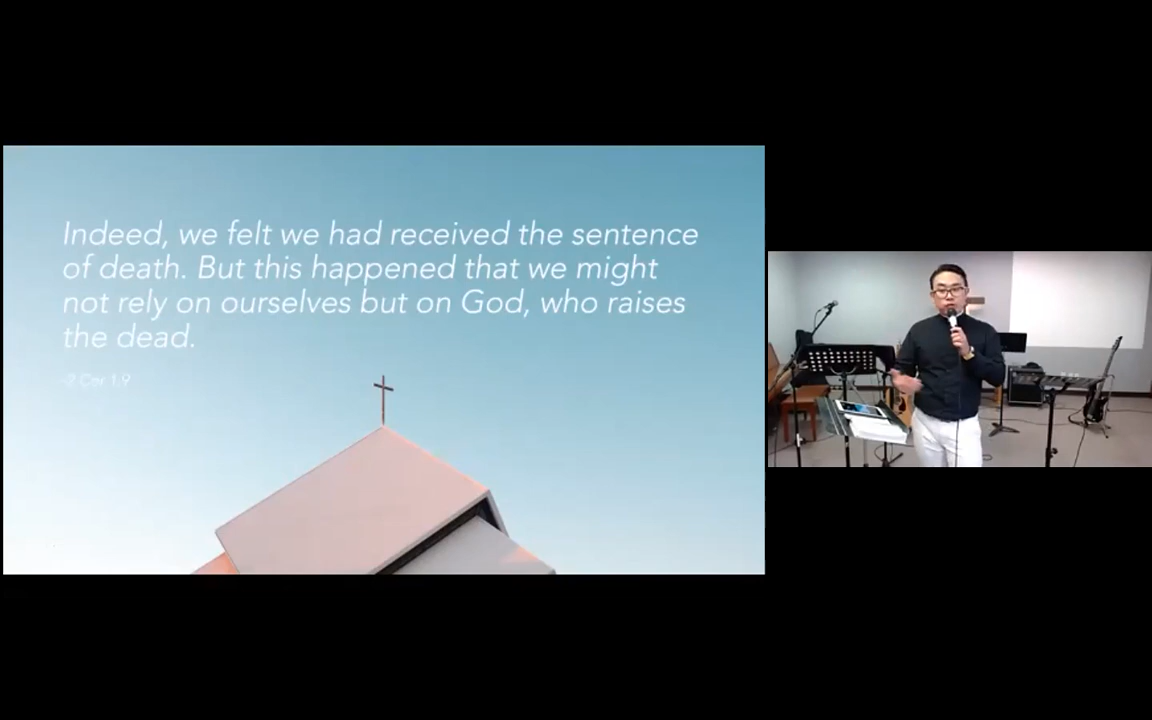 Indeed, we felt we had received the sentence
of death. But this happened that we might
not rely on ourselves but on God, who raises
the dead.
-2 Cor 1:9